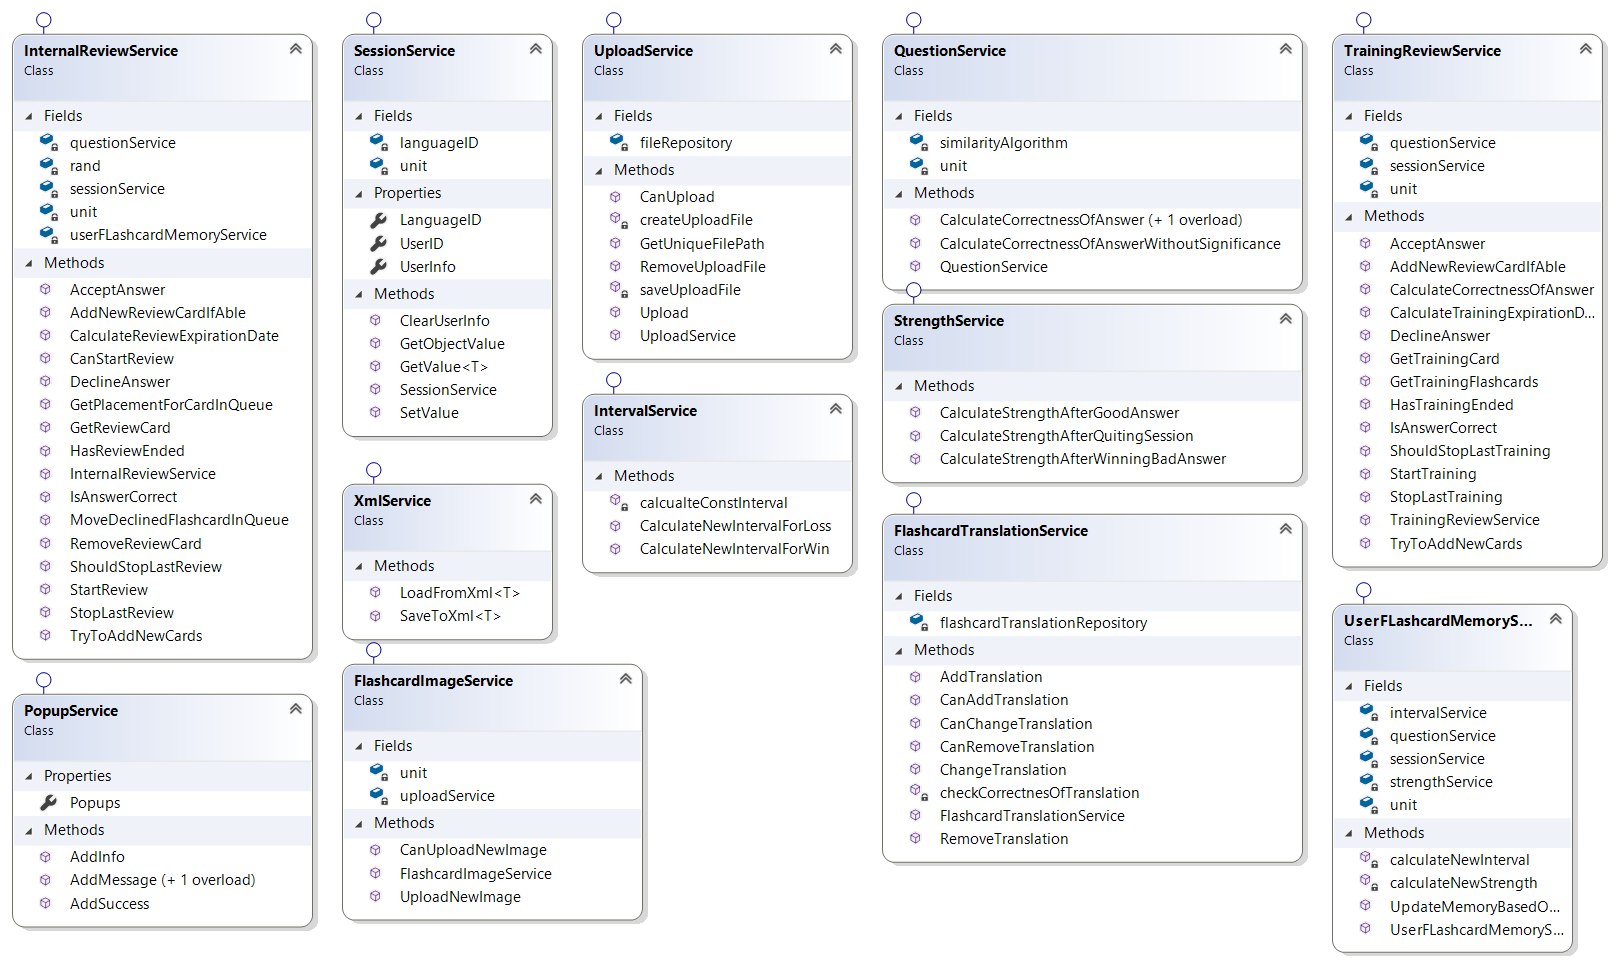 InternalReviewService
Class
Fields
questionService
rand
sessionService
unit
userFLashcardMemoryService
Methods
AcceptAnswer
AddNewReviewCardIfAble
CalculateReviewExpirationDate
CanStartReview
DeclineAnswer
GetPlacementForCardInQueue
GetReviewCard
HasReviewEnded
InternalReviewService
IsAnswerCorrect
MoveDeclinedFlashcardInQueue
RemoveReviewCard
ShouldStopLastReview
StartReview
StopLastReview
TryToAddNewCards
PopupService
Class
Properties
Popups
Methods
AddInfo
AddMessage (+ 1 overload)
AddSuccess
SessionService
Class
Fields
languageID
unit
Properties
LanguageID
UserID
UserInfo
Methods
ClearUserInfo
GetObjectValue
GetValue<T>
SessionService
SetValue
XmlService
Class
Methods
LoadFromXml<T>
SaveToXml<T>
FlashcardImageService
Class
Fields
unit
uploadService
Methods
CanUploadNewImage
FlashcardImageService
UploadNewImage
UploadService
Class
Fields
fileRepository
Methods
CanUpload
createUploadFile
GetUniqueFilePath
RemoveUploadFile
saveUploadFile
Upload
UploadService
IntervalService
Class
Methods
calcualteConstInterval
CalculateNewIntervalForLoss
CalculateNewIntervalForWin
QuestionService
Class
Fields
similarityAlgorithm
unit
Methods
CalculateCorrectnessOfAnswer (+ 1 overload)
CalculateCorrectnessOfAnswerWithoutSignificance
QuestionService
StrengthService
Class
Methods
CalculateStrengthAfterGoodAnswer
CalculateStrengthAfterQuitingSession
CalculateStrengthAfterWinningBadAnswer
FlashcardTranslationService
Class
Fields
flashcardTranslationRepository
Methods
AddTranslation
CanAddTranslation
CanChangeTranslation
CanRemoveTranslation
ChangeTranslation
checkCorrectnesOfTranslation
FlashcardTranslationService
RemoveTranslation
TrainingReviewService
Class
Fields
questionService
sessionService
unit
Methods
AcceptAnswer
AddNewReviewCardIfAble
CalculateCorrectnessOfAnswer
CalculateTrainingExpirationD...
DeclineAnswer
GetTrainingCard
GetTrainingFlashcards
HasTrainingEnded
IsAnswerCorrect
ShouldStopLastTraining
StartTraining
StopLastTraining
TrainingReviewService
TryToAddNewCards
UserFLashcardMemoryS...
Class
Fields
intervalService
questionService
sessionService
strengthService
unit
Methods
calculateNewInterval
calculateNewStrength
UpdateMemoryBasedO...
UserFLashcardMemoryS...